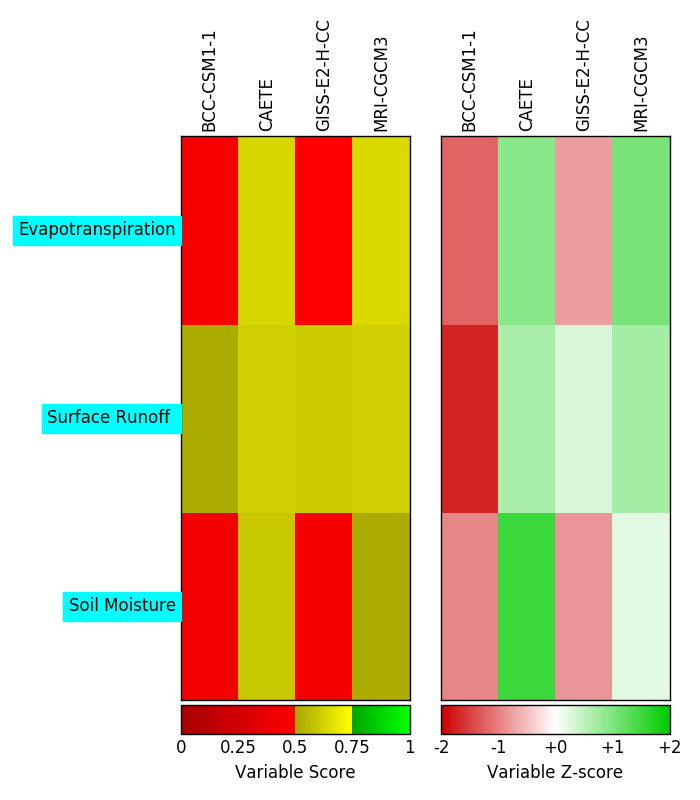 BCC-CSM1-1
CAETE
GISS-E2-H-CC
MRI-CGCM3
BCC-CSM1-1
CAETE
GISS-E2-H-CC
MRI-CGCM3
Evapotranspiration
Surface Runoff
Soil Moisture
0 0.25 0.5 0.75 1
Variable Score
-2 -1 +0 +1 +2
Variable Z-score